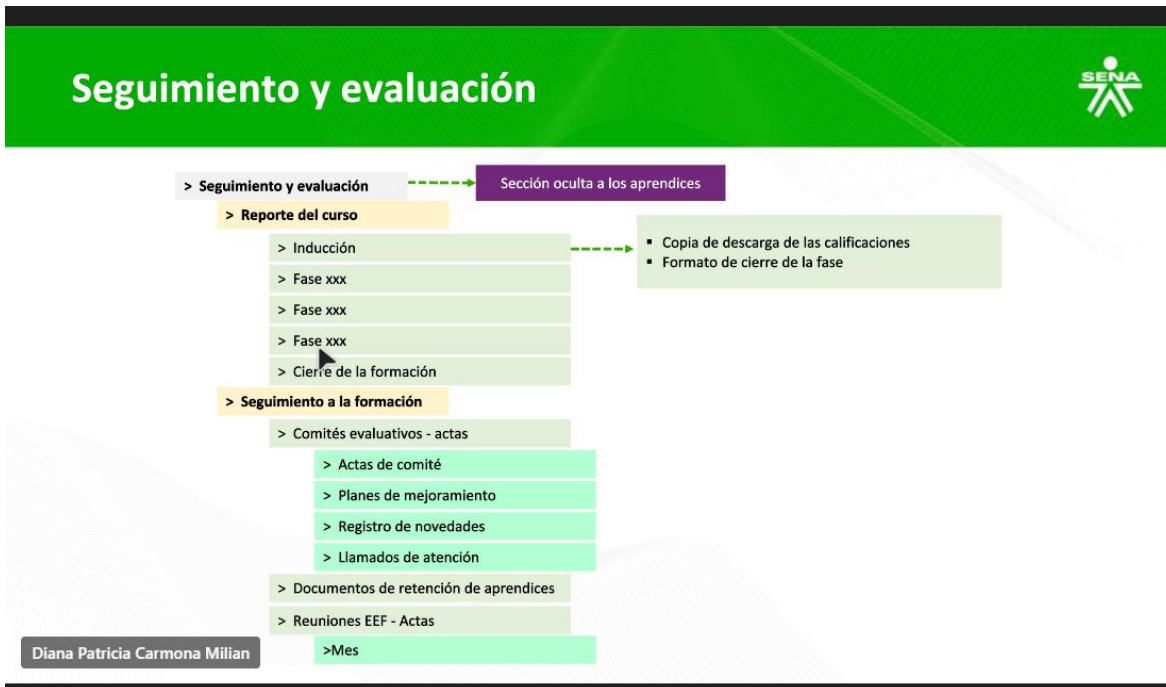 Seguimiento y evaluación
SENA
> Seguimiento y evaluación
Sección oculta a los aprendices
> Reporte del curso
> Inducción
▪ Copia de descarga de las calificaciones
▪ Formato de cierre de la fase
> Fase xxx
> Fase xxx
> Fase xxx
> Cierre de la formación
> Seguimiento a la formación
> Comités evaluativos - actas
> Actas de comité
> Planes de mejoramiento
> Registro de novedades
> Llamados de atención
> Documentos de retención de aprendices
> Reuniones EEF - Actas
>Mes
Diana Patricia Carmona Milian